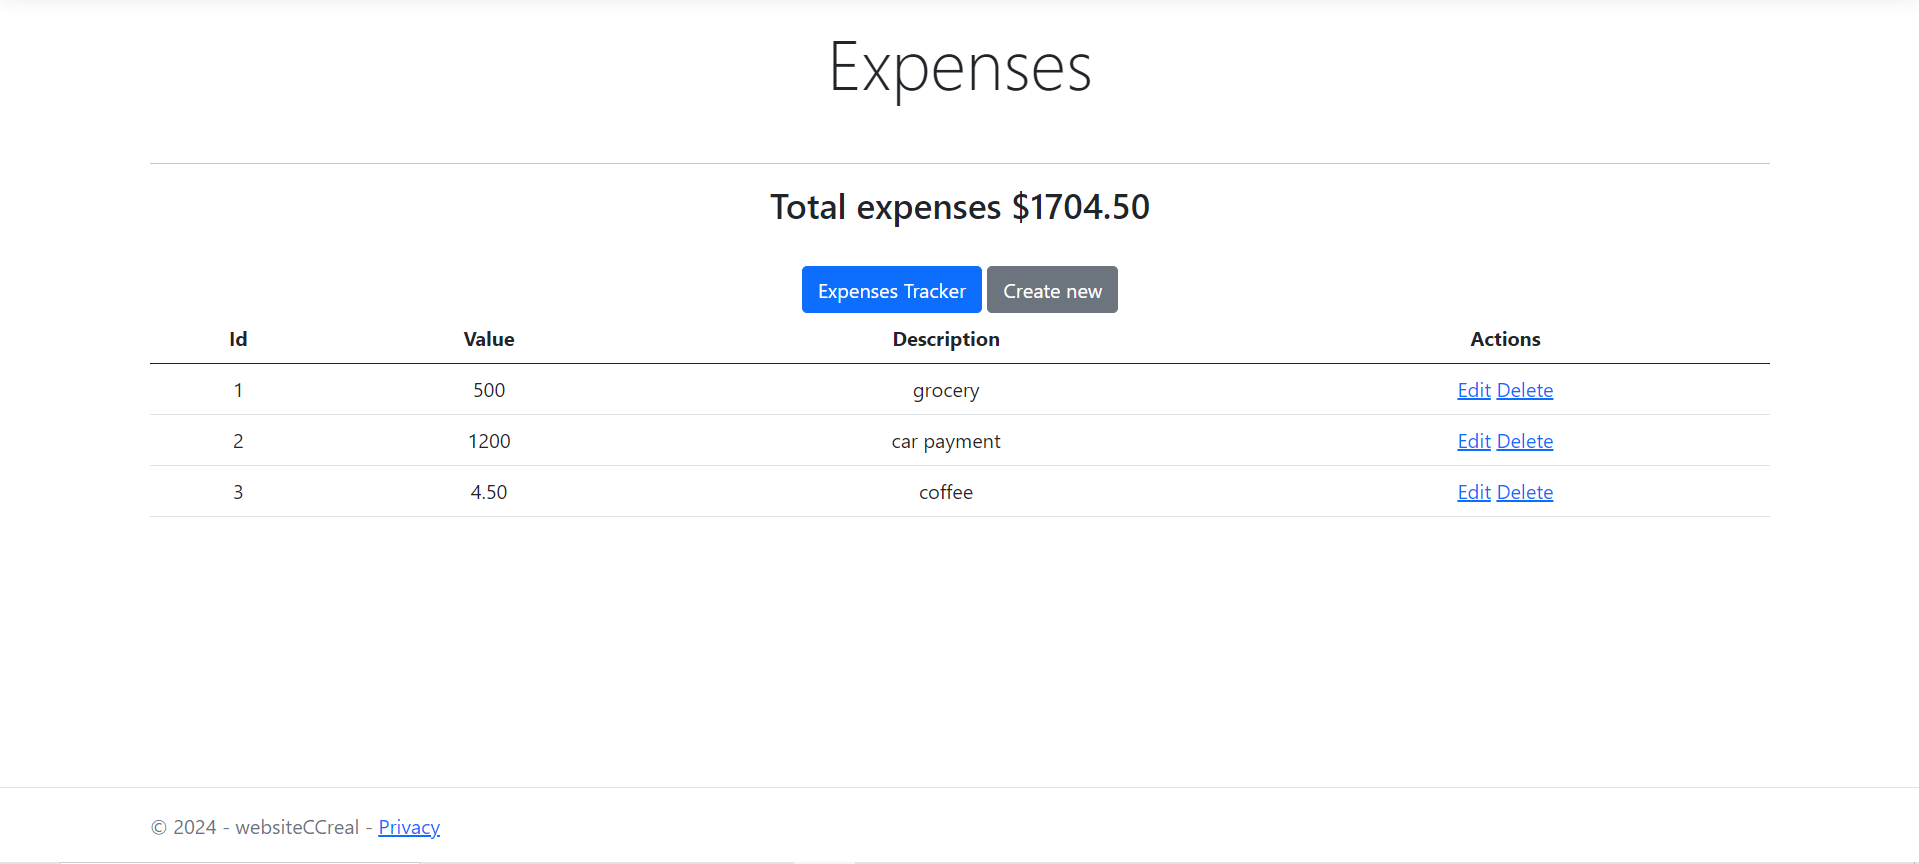 Expenses
Total expenses $1704.50
Expenses Tracker Create new
Id Value Description Actions
1 500 grocery Edit Delete
2 1200 car payment Edit Delete
3 4.50 coffee Edit Delete
© 2024 - websiteCCreal - Privacy